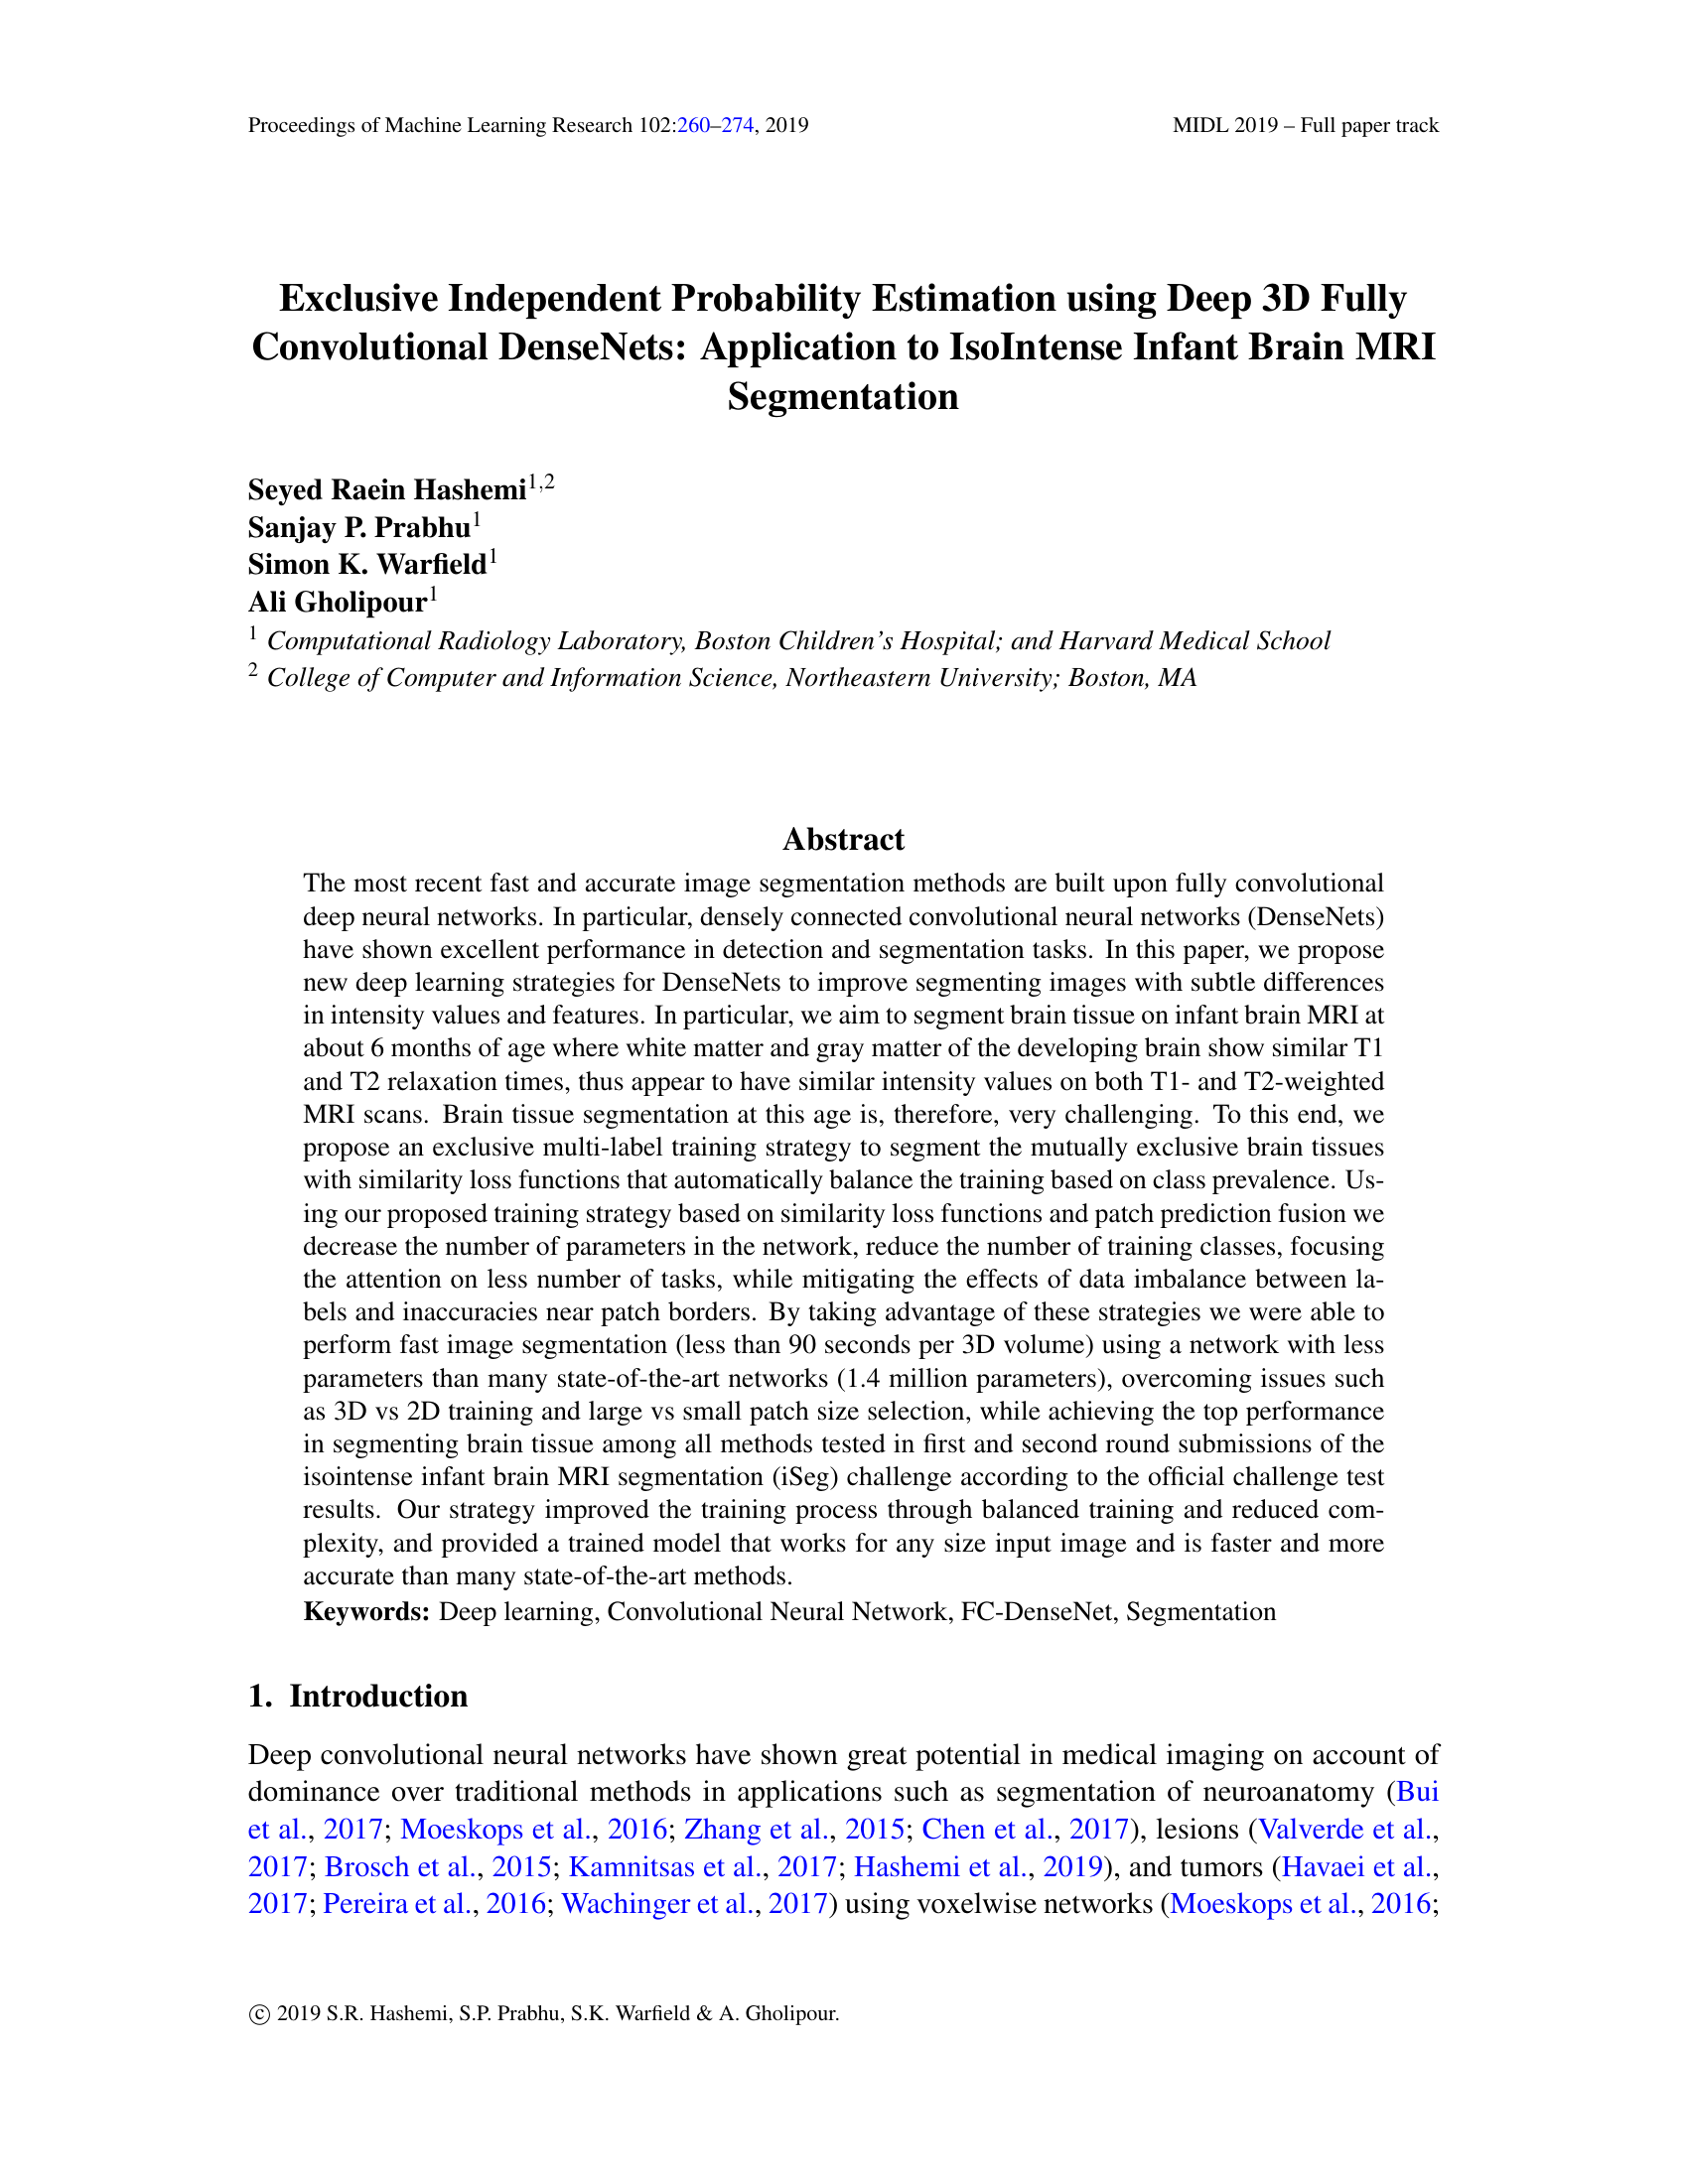 Proceedings of Machine Learning Research 102:260–274, 2019
MIDL 2019 – Full paper track
Exclusive Independent Probability Estimation using Deep 3D Fully
Convolutional DenseNets: Application to IsoIntense Infant Brain MRI
Segmentation
Seyed Raein Hashemi1,2
Sanjay P. Prabhu1
Simon K. Warfield1
Ali Gholipour1
1 Computational Radiology Laboratory, Boston Children's Hospital; and Harvard Medical School
2 College of Computer and Information Science, Northeastern University; Boston, MA
Abstract
The most recent fast and accurate image segmentation methods are built upon fully convolutional
deep neural networks. In particular, densely connected convolutional neural networks (DenseNets)
have shown excellent performance in detection and segmentation tasks. In this paper, we propose
new deep learning strategies for DenseNets to improve segmenting images with subtle differences
in intensity values and features. In particular, we aim to segment brain tissue on infant brain MRI at
about 6 months of age where white matter and gray matter of the developing brain show similar T1
and T2 relaxation times, thus appear to have similar intensity values on both T1- and T2-weighted
MRI scans. Brain tissue segmentation at this age is, therefore, very challenging. To this end, we
propose an exclusive multi-label training strategy to segment the mutually exclusive brain tissues
with similarity loss functions that automatically balance the training based on class prevalence. Us-
ing our proposed training strategy based on similarity loss functions and patch prediction fusion we
decrease the number of parameters in the network, reduce the number of training classes, focusing
the attention on less number of tasks, while mitigating the effects of data imbalance between la-
bels and inaccuracies near patch borders. By taking advantage of these strategies we were able to
perform fast image segmentation (less than 90 seconds per 3D volume) using a network with less
parameters than many state-of-the-art networks (1.4 million parameters), overcoming issues such
as 3D vs 2D training and large vs small patch size selection, while achieving the top performance
in segmenting brain tissue among all methods tested in first and second round submissions of the
isointense infant brain MRI segmentation (iSeg) challenge according to the official challenge test
results. Our strategy improved the training process through balanced training and reduced com-
plexity, and provided a trained model that works for any size input image and is faster and more
accurate than many state-of-the-art methods.
Keywords: Deep learning, Convolutional Neural Network, FC-DenseNet, Segmentation
1. Introduction
Deep convolutional neural networks have shown great potential in medical imaging on account of
dominance over traditional methods in applications such as segmentation of neuroanatomy (Bui
et al., 2017; Moeskops et al., 2016; Zhang et al., 2015; Chen et al., 2017), lesions (Valverde et al.,
2017; Brosch et al., 2015; Kamnitsas et al., 2017; Hashemi et al., 2019), and tumors (Havaei et al.,
2017; Pereira et al., 2016; Wachinger et al., 2017) using voxelwise networks (Moeskops et al., 2016;
© 2019 S.R. Hashemi, S.P. Prabhu, S.K. Warfield & A. Gholipour.